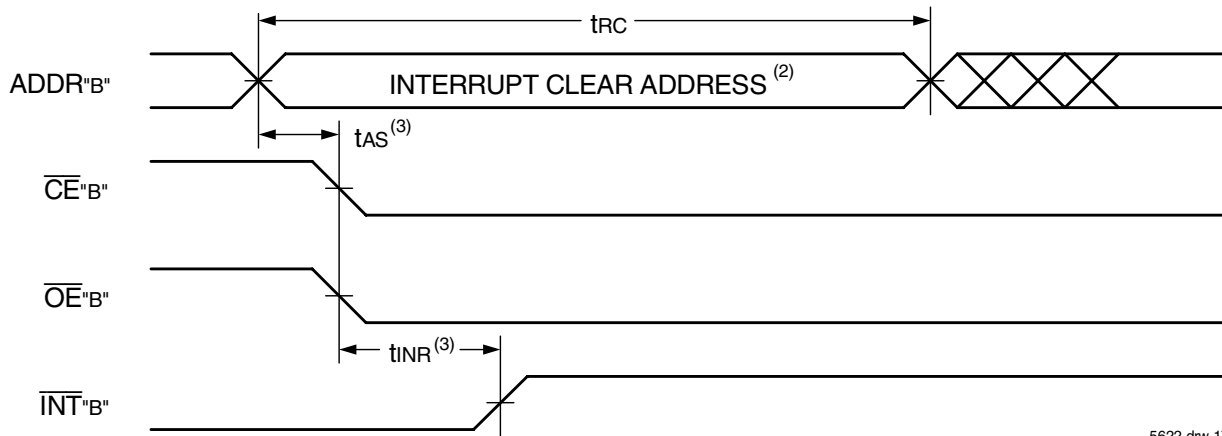 tRC
ADDR"B"
INTERRUPT CLEAR ADDRESS (2)
tAS (3)
CE"B"
OE"B"
tINR (3)
INT"B"